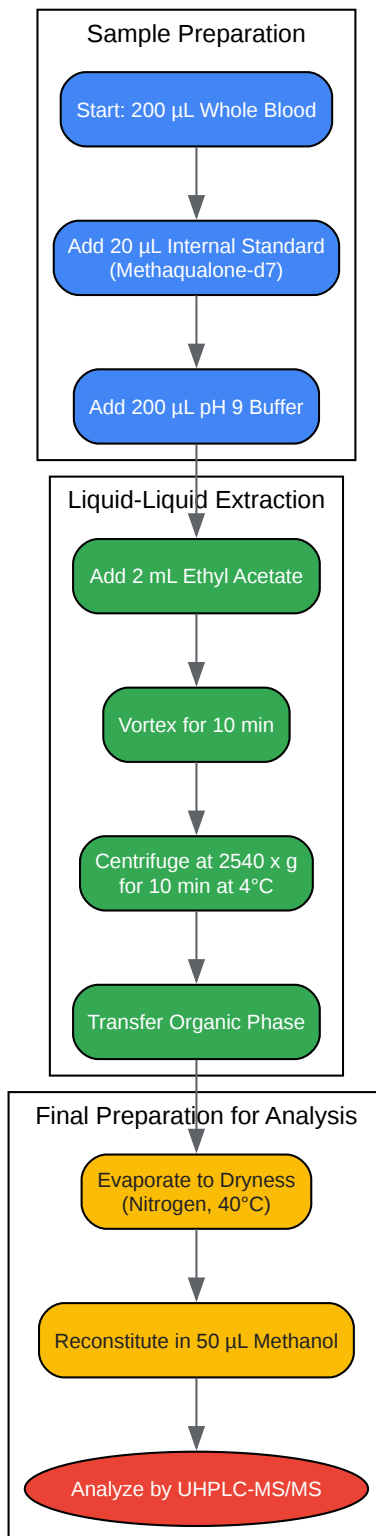 Sample Preparation
Start: 200 µL Whole Blood
Add 20 µL Internal Standard
(Methaqualone-d7)
Add 200 µL pH 9 Buffer
Liquid-Liquid Extraction
Add 2 mL Ethyl Acetate
Vortex for 10 min
Centrifuge at 2540 x g
for 10 min at 4°C
Transfer Organic Phase
Final Preparation for Analysis
Evaporate to Dryness
(Nitrogen, 40°C)
Reconstitute in 50 µL Methanol
Analyze by UHPLC-MS/MS